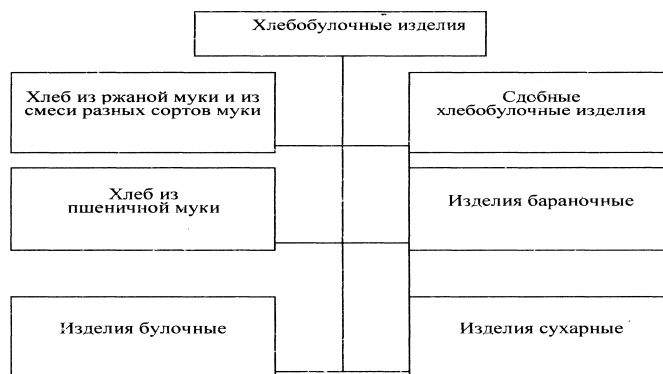 Хлебобулочные изделия
Хлеб из ржаной муки и из
смеси разных сортов муки
Сдобные
хлебобулочные изделия
Хлеб из
пшеничной муки
Изделия бараночные
Изделия булочные
Изделия сухарные